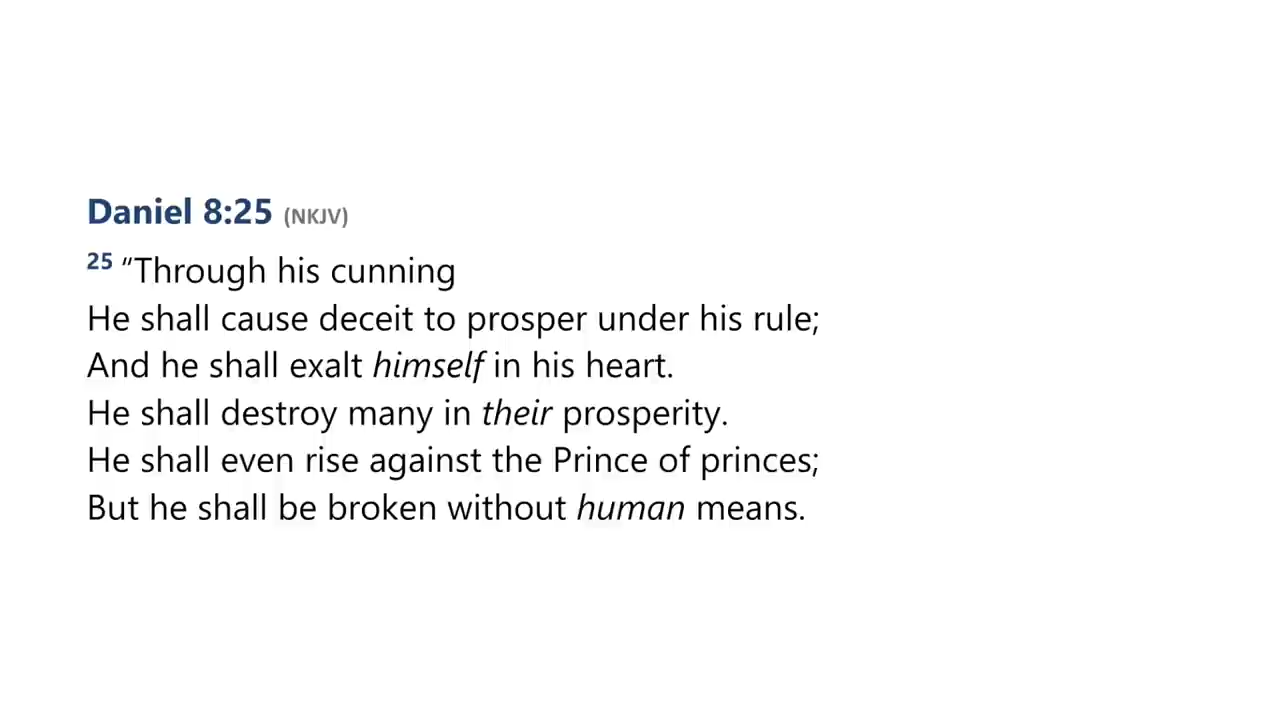 Daniel 8:25 (NKJV)
25 “Through his cunning
He shall cause deceit to prosper under his rule;
And he shall exalt himself in his heart.
He shall destroy many in their prosperity.
He shall even rise against the Prince of princes;
But he shall be broken without human means.